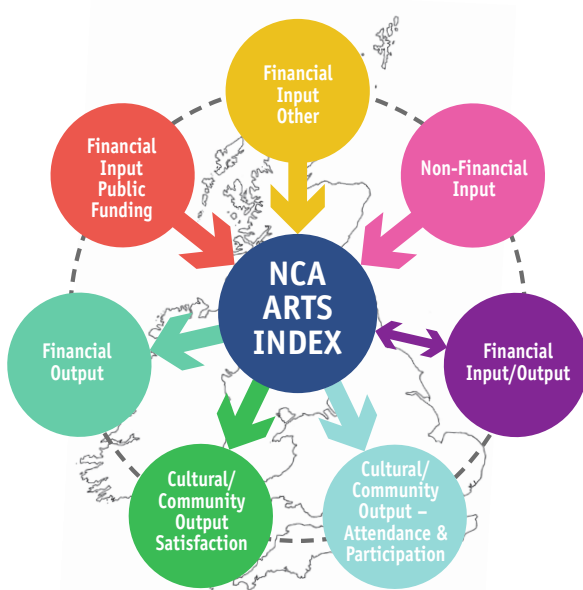 Financial
Input
Other
Financial
Input
Public
Funding
Non-Financial
Input
NCA
ARTS
INDEX
Financial
Output
Financial
Input/Output
Cultural/
Community
Output
Satisfaction
Cultural/
Community
Output –
Attendance &
Participation